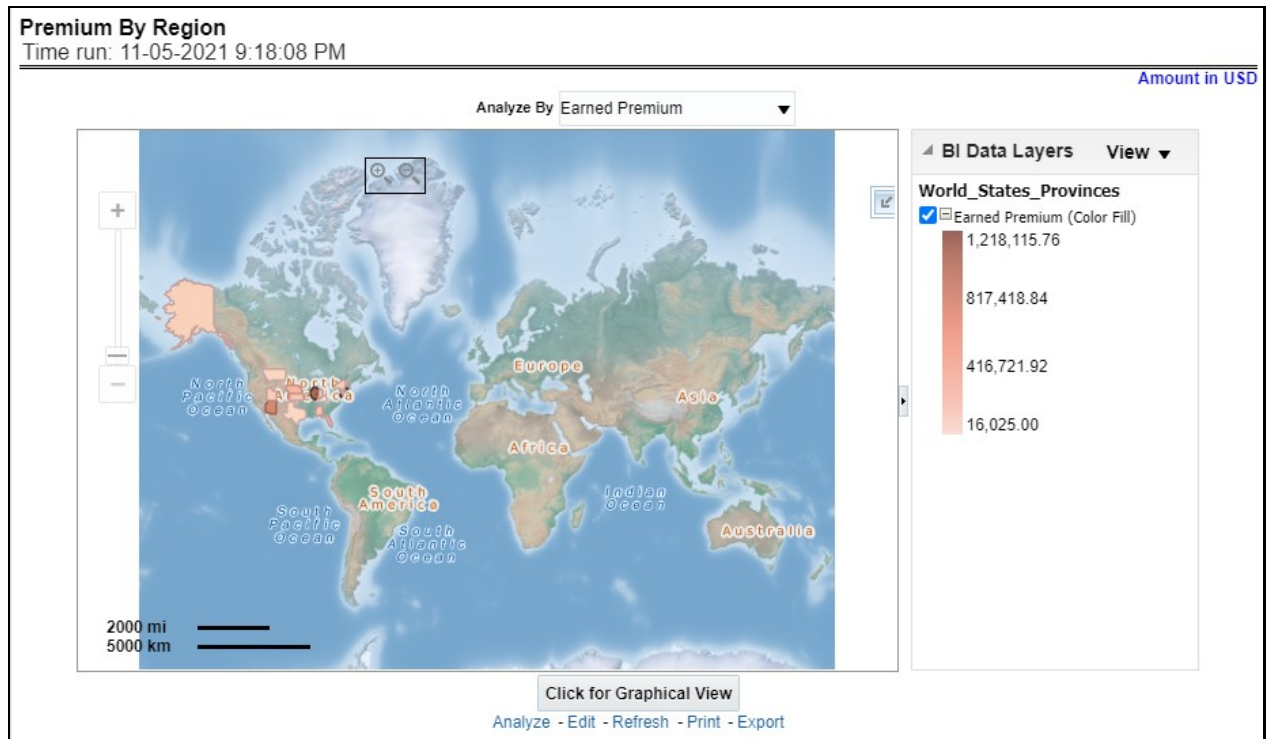 Premium By Region
Time run: 11-05-2021 9:18:08 PM
Amount in USD
Analyze By Earned Premium
BI Data Layers View
World_States_Provinces
Earned Premium (Color Fill)
1,218,115.76
817,418.84
416,721.92
16,025.00
North
Pacific
Ocean
North
America
North
Atlantic
Ocean
Europe
Asia
Africa
South
America
Indian
Ocean
South
Pacific
Ocean
South
Atlantic
Ocean
Australia
2000 mi
5000 km
Click for Graphical View
Analyze - Edit - Refresh - Print - Export